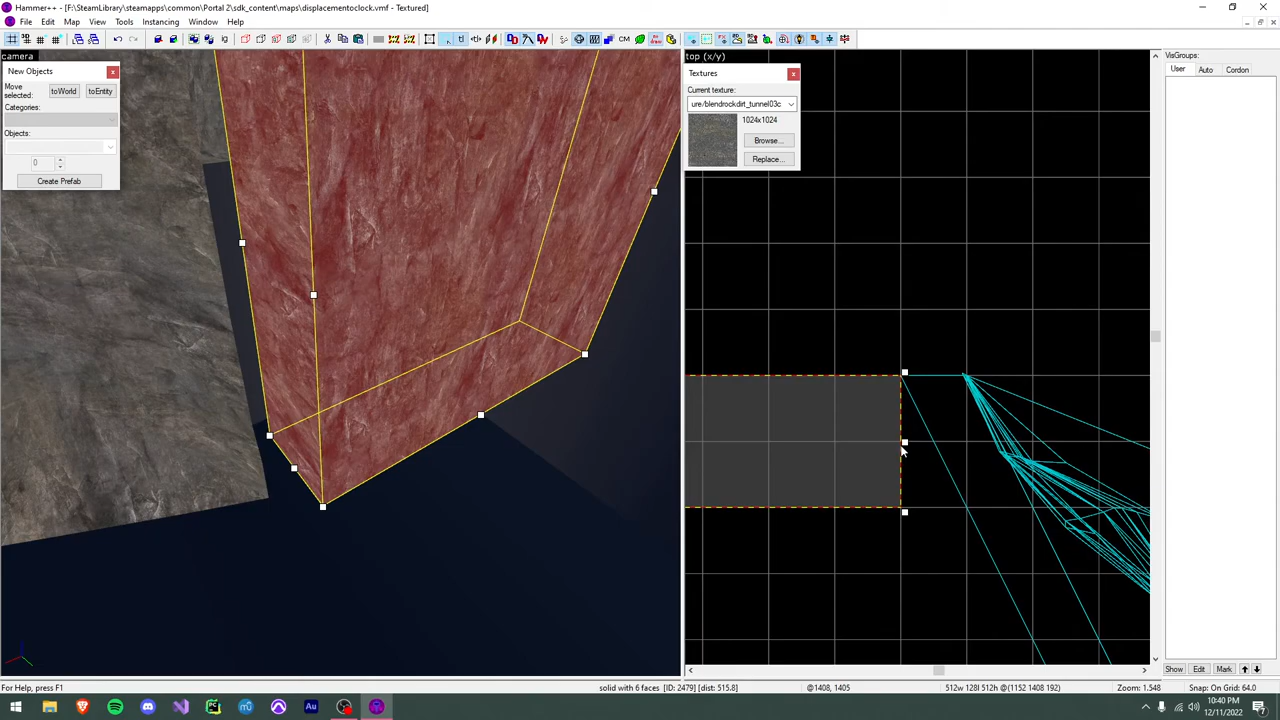 Hammer++ - [F:\SteamLibrary\steamapps\common\Portal 2\sdk_content\maps\displacementoclock.vmf - Textured]
File Edit Map View Tools Instancing Window Help
ig CM tl
camera
New Objects
Move selected: toWorld toEntity
Categories:
Objects:
0
Create Prefab
top (x/y)
Textures
Current texture:
ure/blendrockdirt_tunnel03c
1024x1024
Browse...
Replace...
VisGroups:
User Auto Cordon
Show Edit Mark
For Help, press F1
solid with 6 faces [ID: 2479] [dist: 515.8]
@1408, 1405
512w 128l 512h @(1152 1408 192)
Zoom: 1.548
Snap: On Grid: 64.0
Au
10:40 PM
12/11/2022